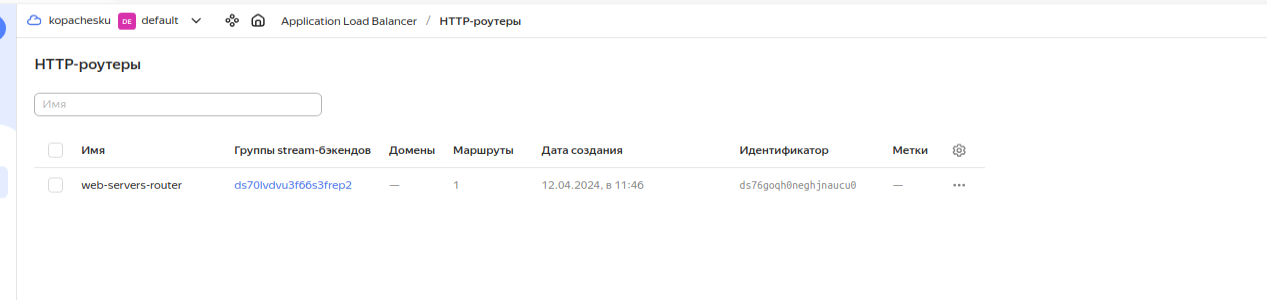 kopachesku DE default Application Load Balancer / HTTP-роутеры
HTTP-роутеры
Имя
Имя Группы stream-бэкендов Домены Маршруты Дата создания Идентификатор Метки
web-servers-router ds70lvdvu3f66s3frep2 — 1 12.04.2024, в 11:46 ds76goqh0neghjnaucu0 —